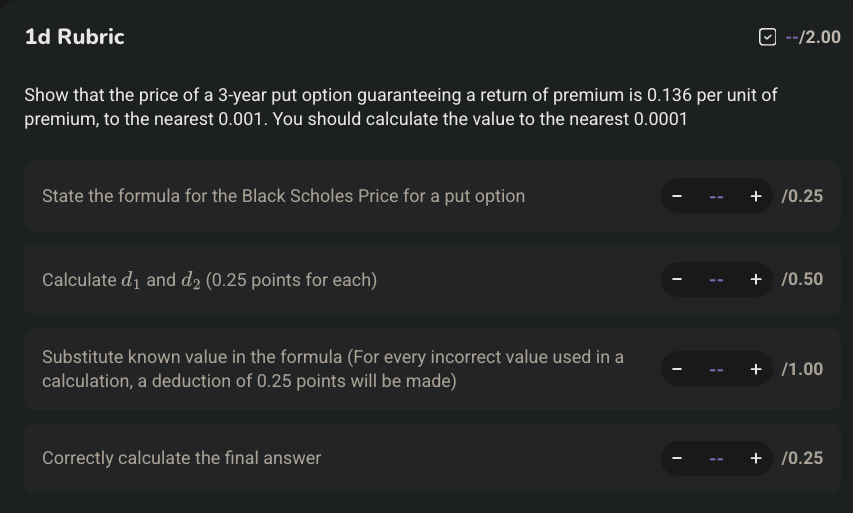 1d Rubric
--/2.00
Show that the price of a 3-year put option guaranteeing a return of premium is 0.136 per unit of
premium, to the nearest 0.001. You should calculate the value to the nearest 0.0001
State the formula for the Black Scholes Price for a put option
− -- + /0.25
Calculate d₁ and d₂ (0.25 points for each)
− -- + /0.50
Substitute known value in the formula (For every incorrect value used in a
calculation, a deduction of 0.25 points will be made)
− -- + /1.00
Correctly calculate the final answer
− -- + /0.25